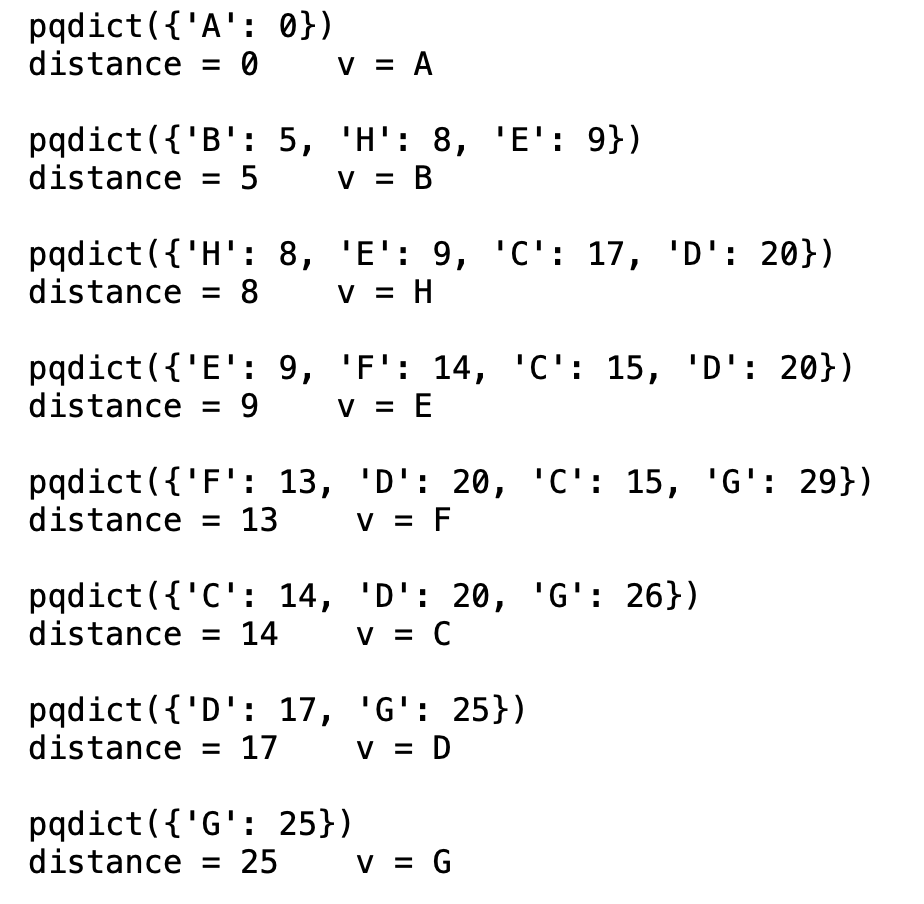 pqdict({'A': 0})
distance = 0    v = A
pqdict({'B': 5, 'H': 8, 'E': 9})
distance = 5    v = B
pqdict({'H': 8, 'E': 9, 'C': 17, 'D': 20})
distance = 8    v = H
pqdict({'E': 9, 'F': 14, 'C': 15, 'D': 20})
distance = 9    v = E
pqdict({'F': 13, 'D': 20, 'C': 15, 'G': 29})
distance = 13    v = F
pqdict({'C': 14, 'D': 20, 'G': 26})
distance = 14    v = C
pqdict({'D': 17, 'G': 25})
distance = 17    v = D
pqdict({'G': 25})
distance = 25    v = G